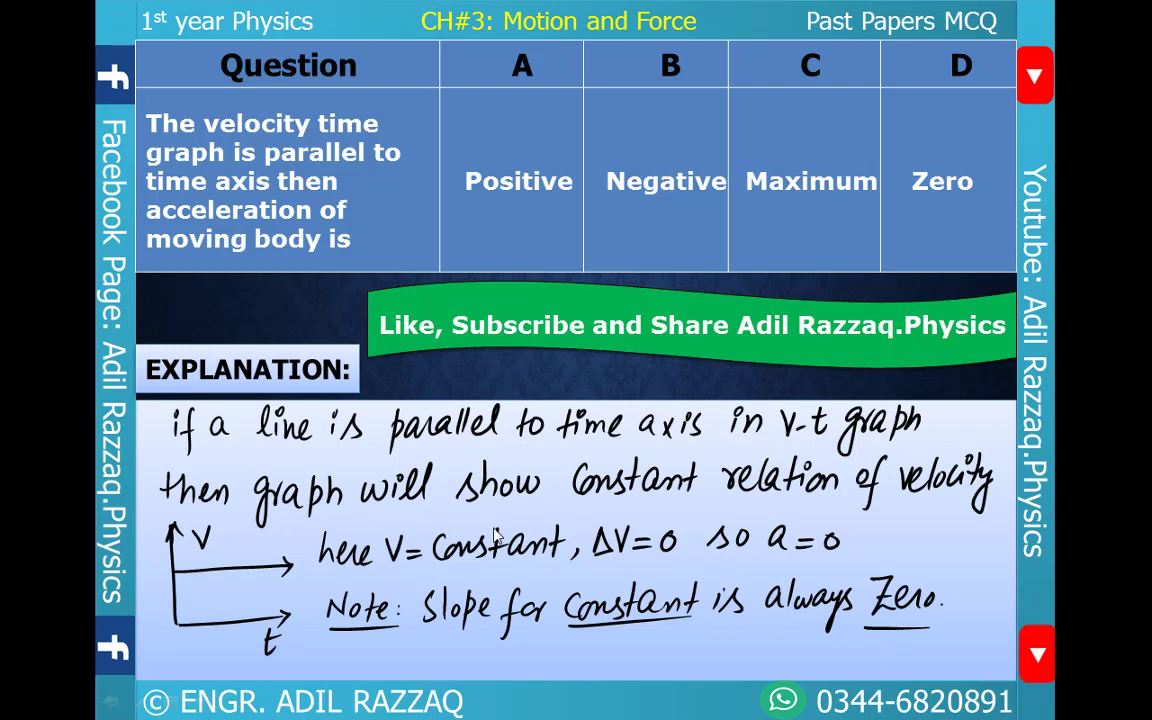 1st year Physics CH#3: Motion and Force Past Papers MCQ
Question A B C D
The velocity time
graph is parallel to
time axis then
acceleration of
moving body is
Positive Negative Maximum Zero
Like, Subscribe and Share Adil Razzaq.Physics
EXPLANATION:
if a line is parallel to time axis in v-t graph
then graph will show Constant relation of velocity
V
here V = Constant, ΔV = 0 so a = 0
Note: Slope for Constant is always Zero.
t
© ENGR. ADIL RAZZAQ 0344-6820891
f Facebook Page: Adil Razzaq.Physics f
Youtube: Adil Razzaq.Physics